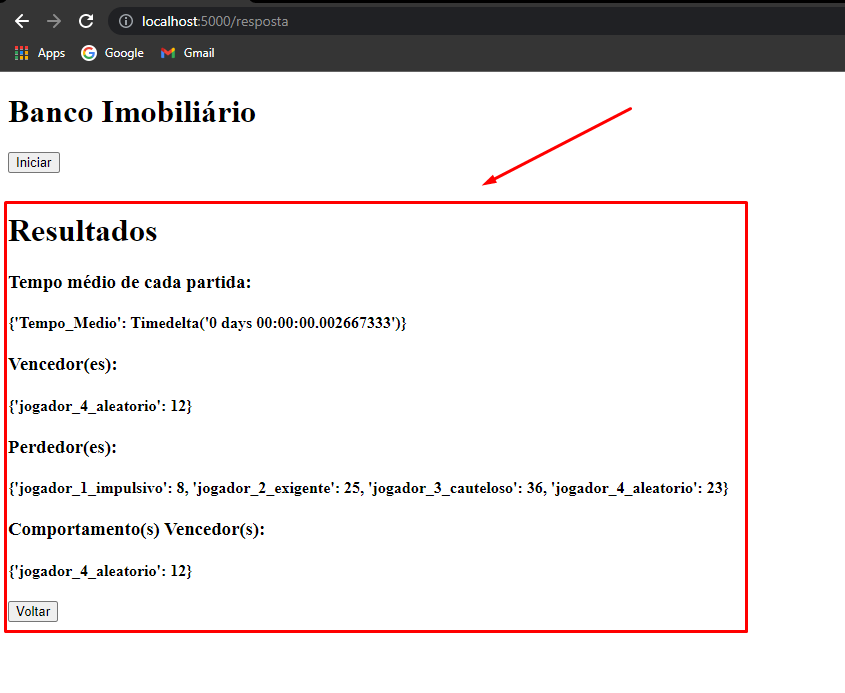 localhost:5000/resposta
Apps Google Gmail
Banco Imobiliário
Iniciar
Resultados
Tempo médio de cada partida:
{'Tempo_Medio': Timedelta('0 days 00:00:00.002667333')}
Vencedor(es):
{'jogador_4_aleatorio': 12}
Perdedor(es):
{'jogador_1_impulsivo': 8, 'jogador_2_exigente': 25, 'jogador_3_cauteloso': 36, 'jogador_4_aleatorio': 23}
Comportamento(s) Vencedor(s):
{'jogador_4_aleatorio': 12}
Voltar